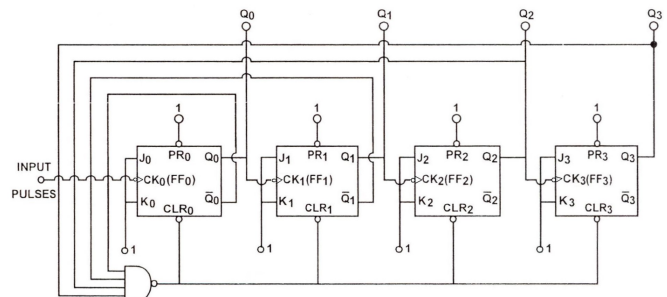 Q0 Q1 Q2 Q3
1 1 1 1
J0 PR0 Q0 J1 PR1 Q1 J2 PR2 Q2 J3 PR3 Q3
INPUT
PULSES
CK0(FF0) CK1(FF1) CK2(FF2) CK3(FF3)
K0 Q̅0 K1 Q̅1 K2 Q̅2 K3 Q̅3
CLR0 CLR1 CLR2 CLR3
1 1 1 1